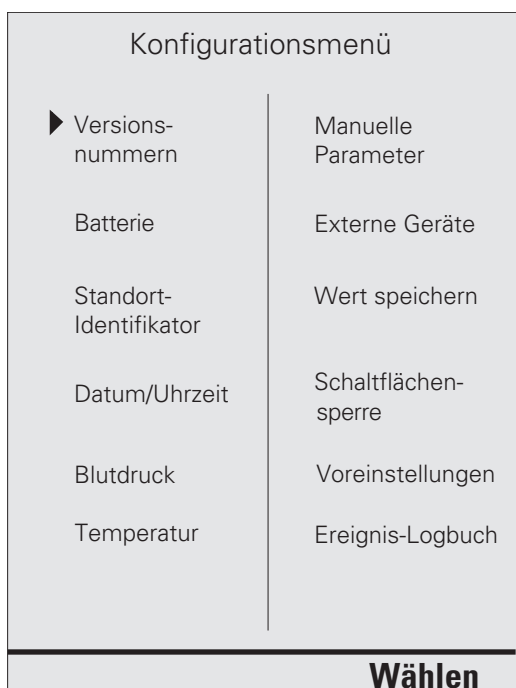 Konfigurationsmenü
Versions-
nummern
Batterie
Standort-
Identifikator
Datum/Uhrzeit
Blutdruck
Temperatur
Manuelle
Parameter
Externe Geräte
Wert speichern
Schaltflächen-
sperre
Voreinstellungen
Ereignis-Logbuch
Wählen